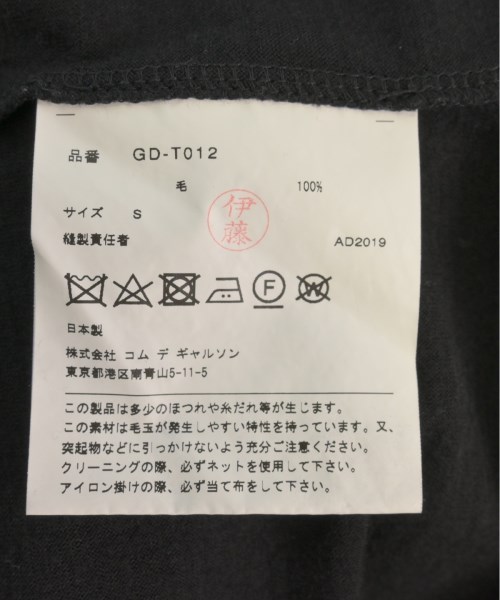 品番 GD-T012
毛 100%
サイズ S
伊藤
縫製責任者 AD2019
F W
日本製
株式会社 コム デ ギャルソン
東京都港区南青山5-11-5
この製品は多少のほつれや糸だれ等が生じます。
この素材は毛玉が発生しやすい特性を持っています。又、
突起物などに引っかけないよう充分ご注意ください。
クリーニングの際、必ずネットを使用して下さい。
アイロン掛けの際、必ず当て布をして下さい。